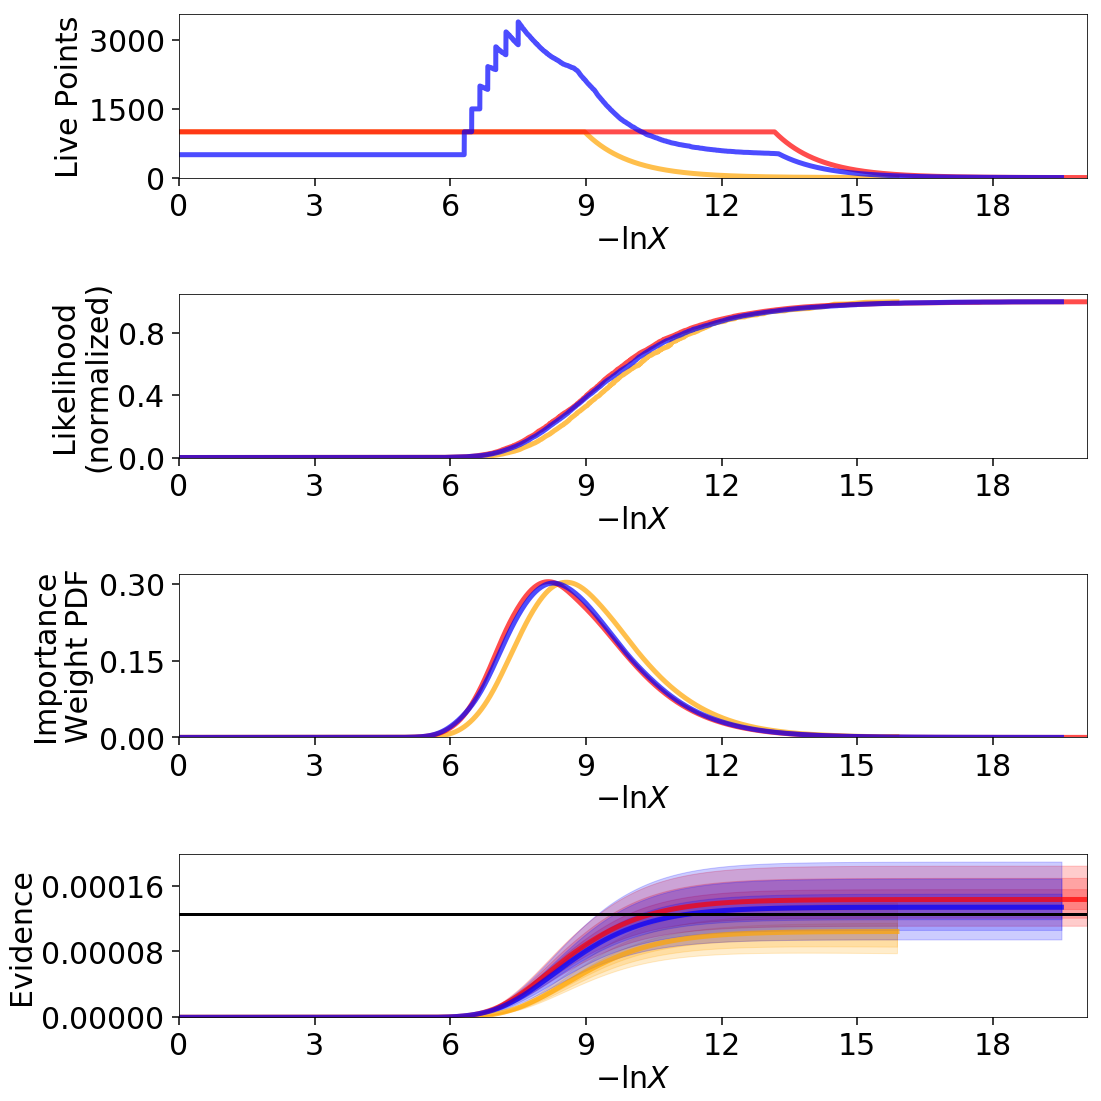 Live Points
3000
1500
0
0 3 6 9 12 15 18
−lnX
Likelihood
(normalized)
0.8
0.4
0.0
0 3 6 9 12 15 18
−lnX
Importance
Weight PDF
0.30
0.15
0.00
0 3 6 9 12 15 18
−lnX
Evidence
0.00016
0.00008
0.00000
0 3 6 9 12 15 18
−lnX